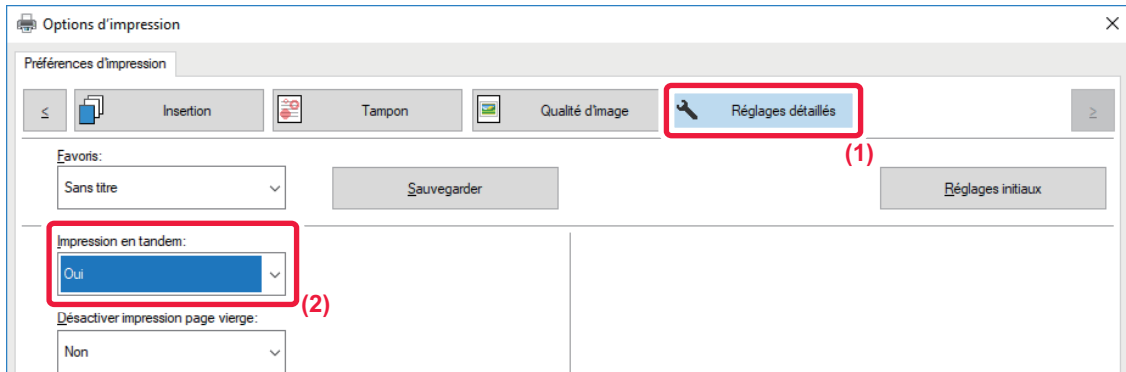 Options d'impression
Préférences d'impression
≤ Insertion Tampon Qualité d'image Réglages détaillés ≥
(1)
Favoris:
Sans titre Sauvegarder Réglages initiaux
Impression en tandem:
Oui
(2)
Désactiver impression page vierge:
Non